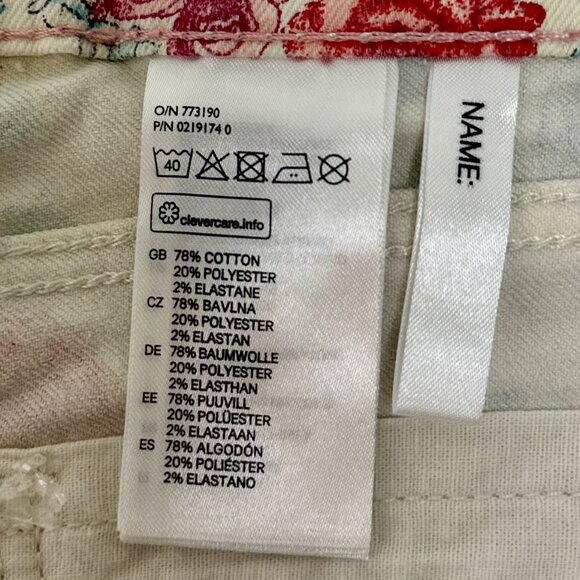 O/N 773190
P/N 0219174 0
40
clevercare.info
GB 78% COTTON
20% POLYESTER
2% ELASTANE
CZ 78% BAVLNA
20% POLYESTER
2% ELASTAN
DE 78% BAUMWOLLE
20% POLYESTER
2% ELASTHAN
EE 78% PUUVILL
20% POLÜESTER
2% ELASTAAN
ES 78% ALGODÓN
20% POLIÉSTER
2% ELASTANO
NAME: